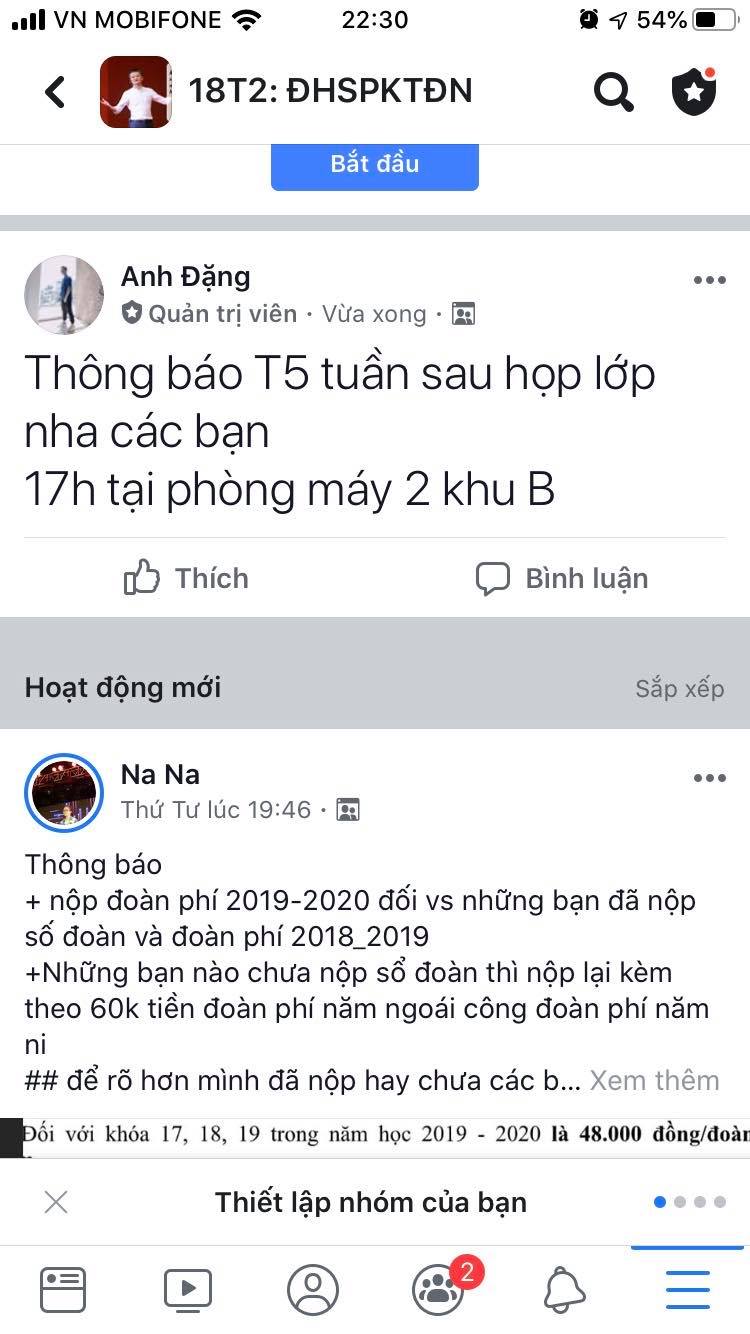 VN MOBIFONE 22:30 54%
18T2: ĐHSPKTĐN
Bắt đầu
Anh Đặng
Quản trị viên · Vừa xong ·
Thông báo T5 tuần sau họp lớp
nha các bạn
17h tại phòng máy 2 khu B
Thích Bình luận
Hoạt động mới Sắp xếp
Na Na
Thứ Tư lúc 19:46 ·
Thông báo
+ nộp đoàn phí 2019-2020 đối vs những bạn đã nộp
số đoàn và đoàn phí 2018_2019
+Những bạn nào chưa nộp sổ đoàn thì nộp lại kèm
theo 60k tiền đoàn phí năm ngoái công đoàn phí năm
ni
## để rõ hơn mình đã nộp hay chưa các b... Xem thêm
Đối với khóa 17, 18, 19 trong năm học 2019 - 2020 là 48.000 đồng/đoàn
Thiết lập nhóm của bạn
2